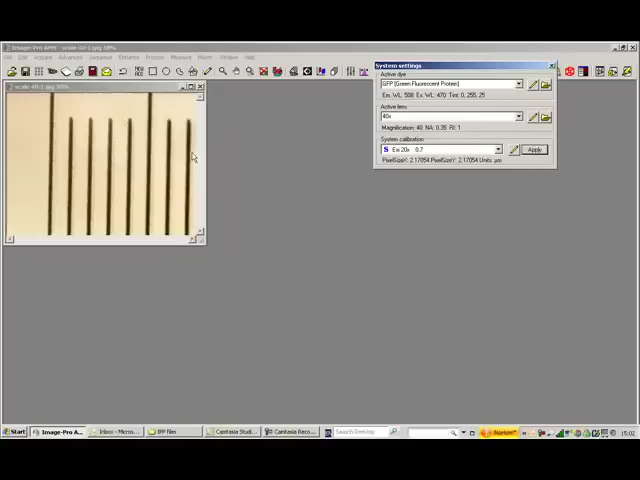 Image-Pro
scale-40-1.jpg 38%
File Edit Acquire Advanced Sequence Enhance Process Measure Macro Window Help
scale-40-1.jpg 38%
System settings
Active dye
GFP [Green Fluorescent Protein]
Em. WL: 508 Ex. WL: 470 Tint: 0, 255, 25
Active lens
40x
Magnification: 40 NA: 0.35 RI: 1
System calibration
S Ex 20x 0.7
Apply
PixelSizeX: 2.17054 PixelSizeY: 2.17054 Units: µm
Start
Image-Pro A...
Inbox - Micros...
IPP files
Camtasia Studi...
Camtasia Reco...
Search Desktop
Norton™
15:02